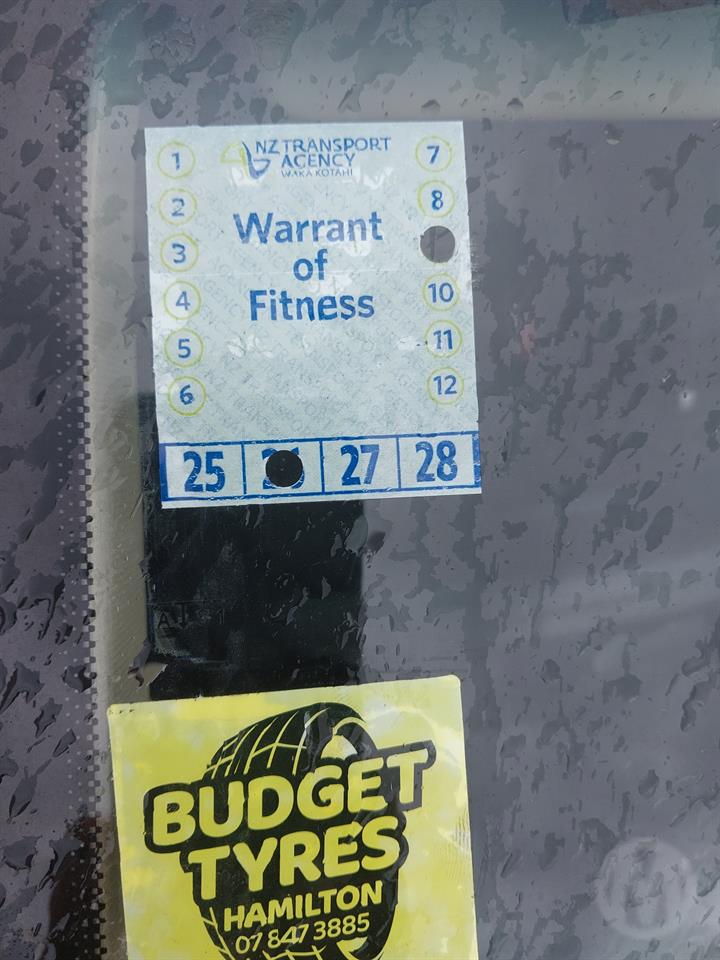 NZ TRANSPORT
AGENCY
WAKA KOTAHI
Warrant
of
Fitness
1
2
3
4
5
6
7
8
10
11
12
25 27 28
BUDGET
TYRES
HAMILTON
07 847 3885